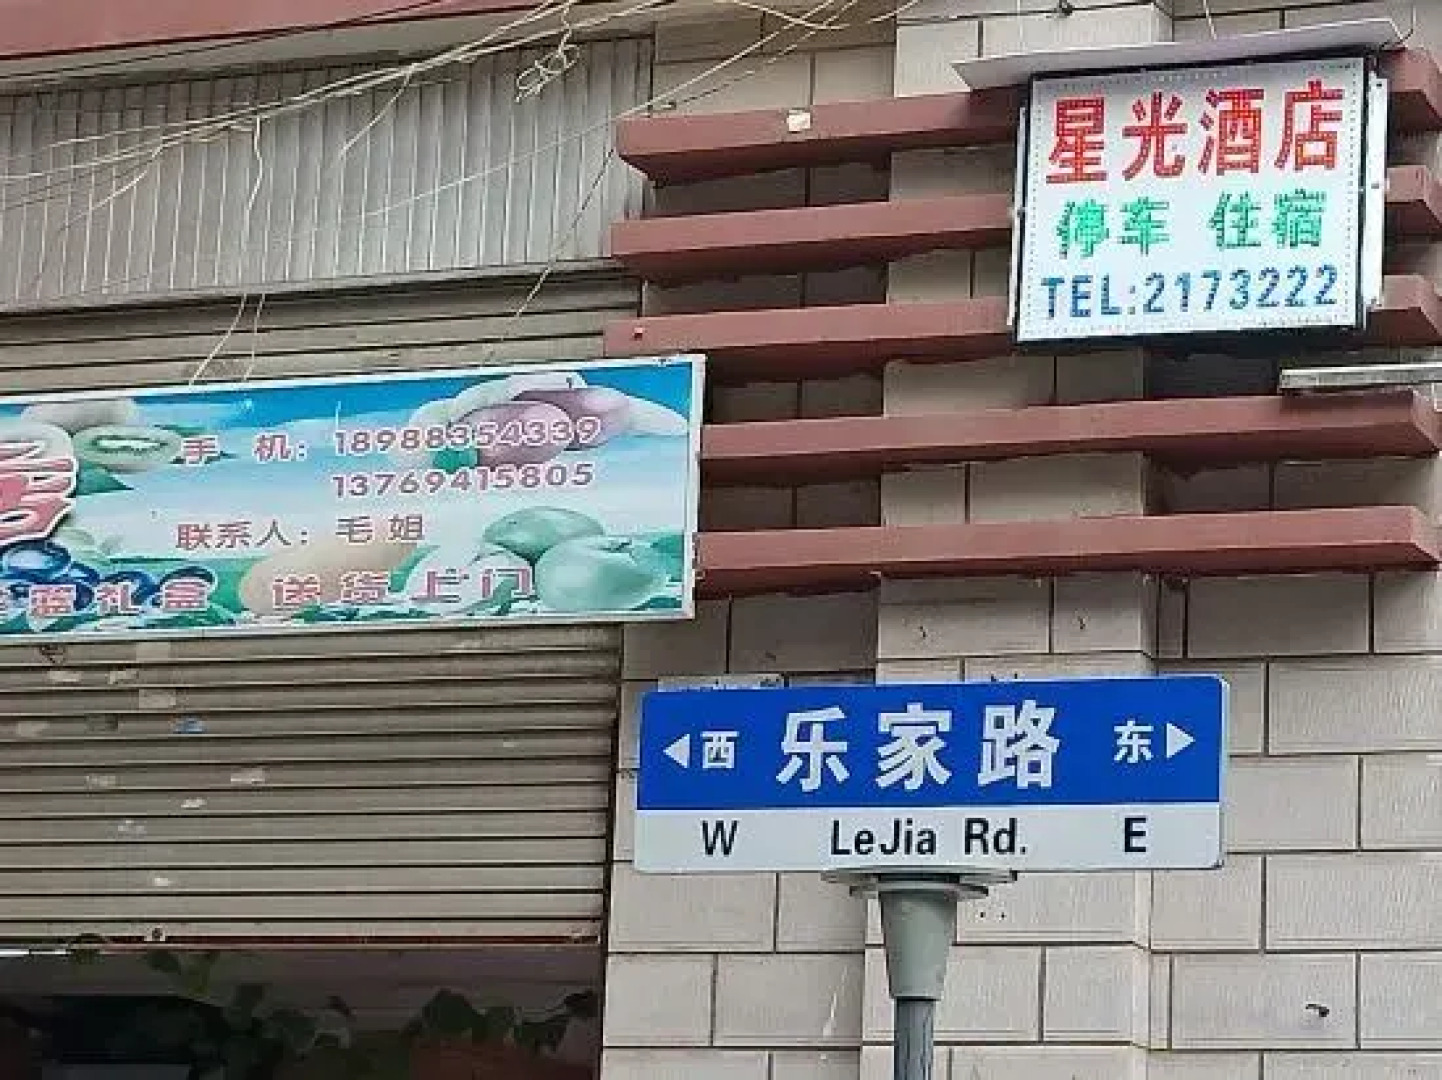 星光酒店
停车 住宿
TEL:2173222
手 机: 18988354339
13769415805
联系人: 毛 姐
篮 礼 盒 送 货 上 门
西 乐家路 东
W LeJia Rd. E